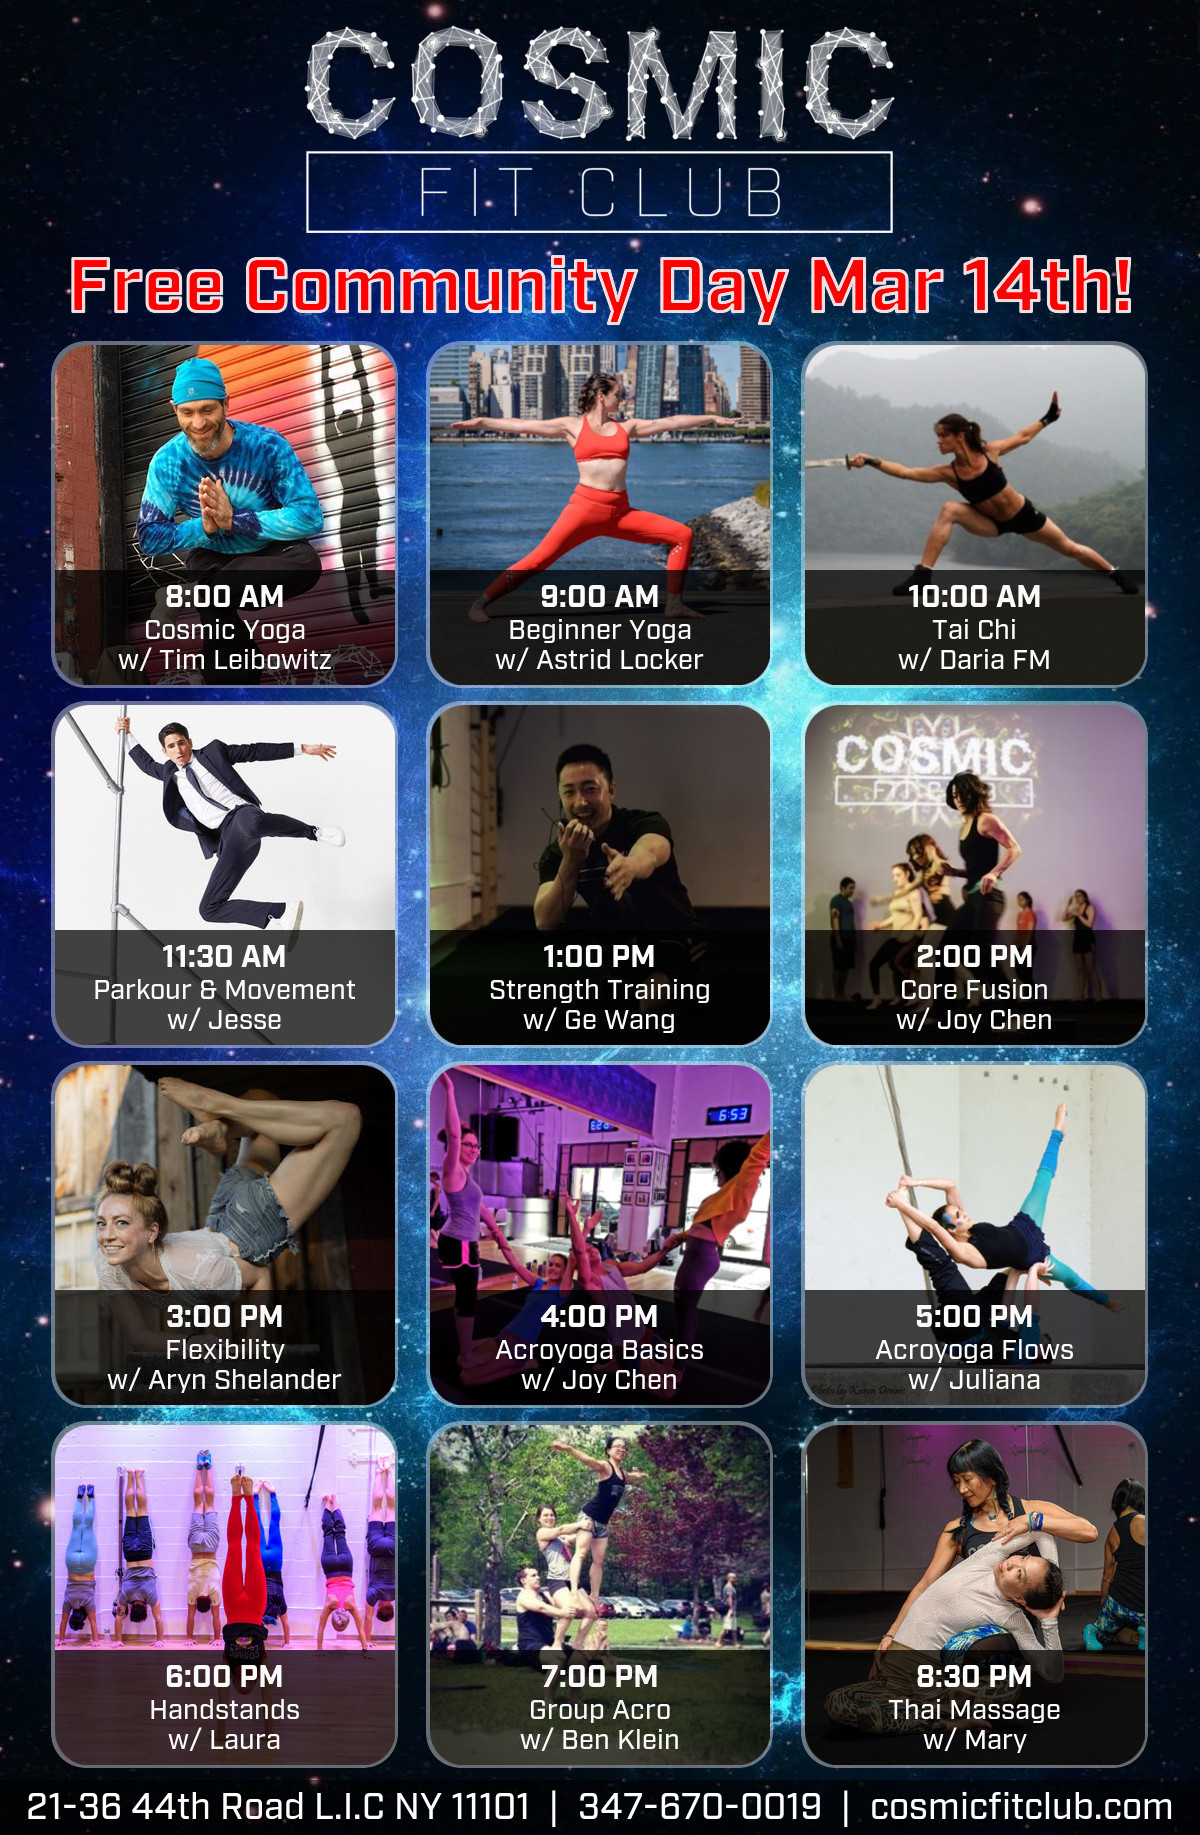 COSMIC
FIT CLUB
Free Community Day Mar 14th!
8:00 AM
Cosmic Yoga
w/ Tim Leibowitz
9:00 AM
Beginner Yoga
w/ Astrid Locker
10:00 AM
Tai Chi
w/ Daria FM
11:30 AM
Parkour & Movement
w/ Jesse
1:00 PM
Strength Training
w/ Ge Wang
COSMIC
2:00 PM
Core Fusion
w/ Joy Chen
3:00 PM
Flexibility
w/ Aryn Shelander
6:53
4:00 PM
Acroyoga Basics
w/ Joy Chen
5:00 PM
Acroyoga Flows
w/ Juliana
Photo by Karen
6:00 PM
Handstands
w/ Laura
7:00 PM
Group Acro
w/ Ben Klein
8:30 PM
Thai Massage
w/ Mary
21-36 44th Road L.I.C NY 11101 | 347-670-0019 | cosmicfitclub.com